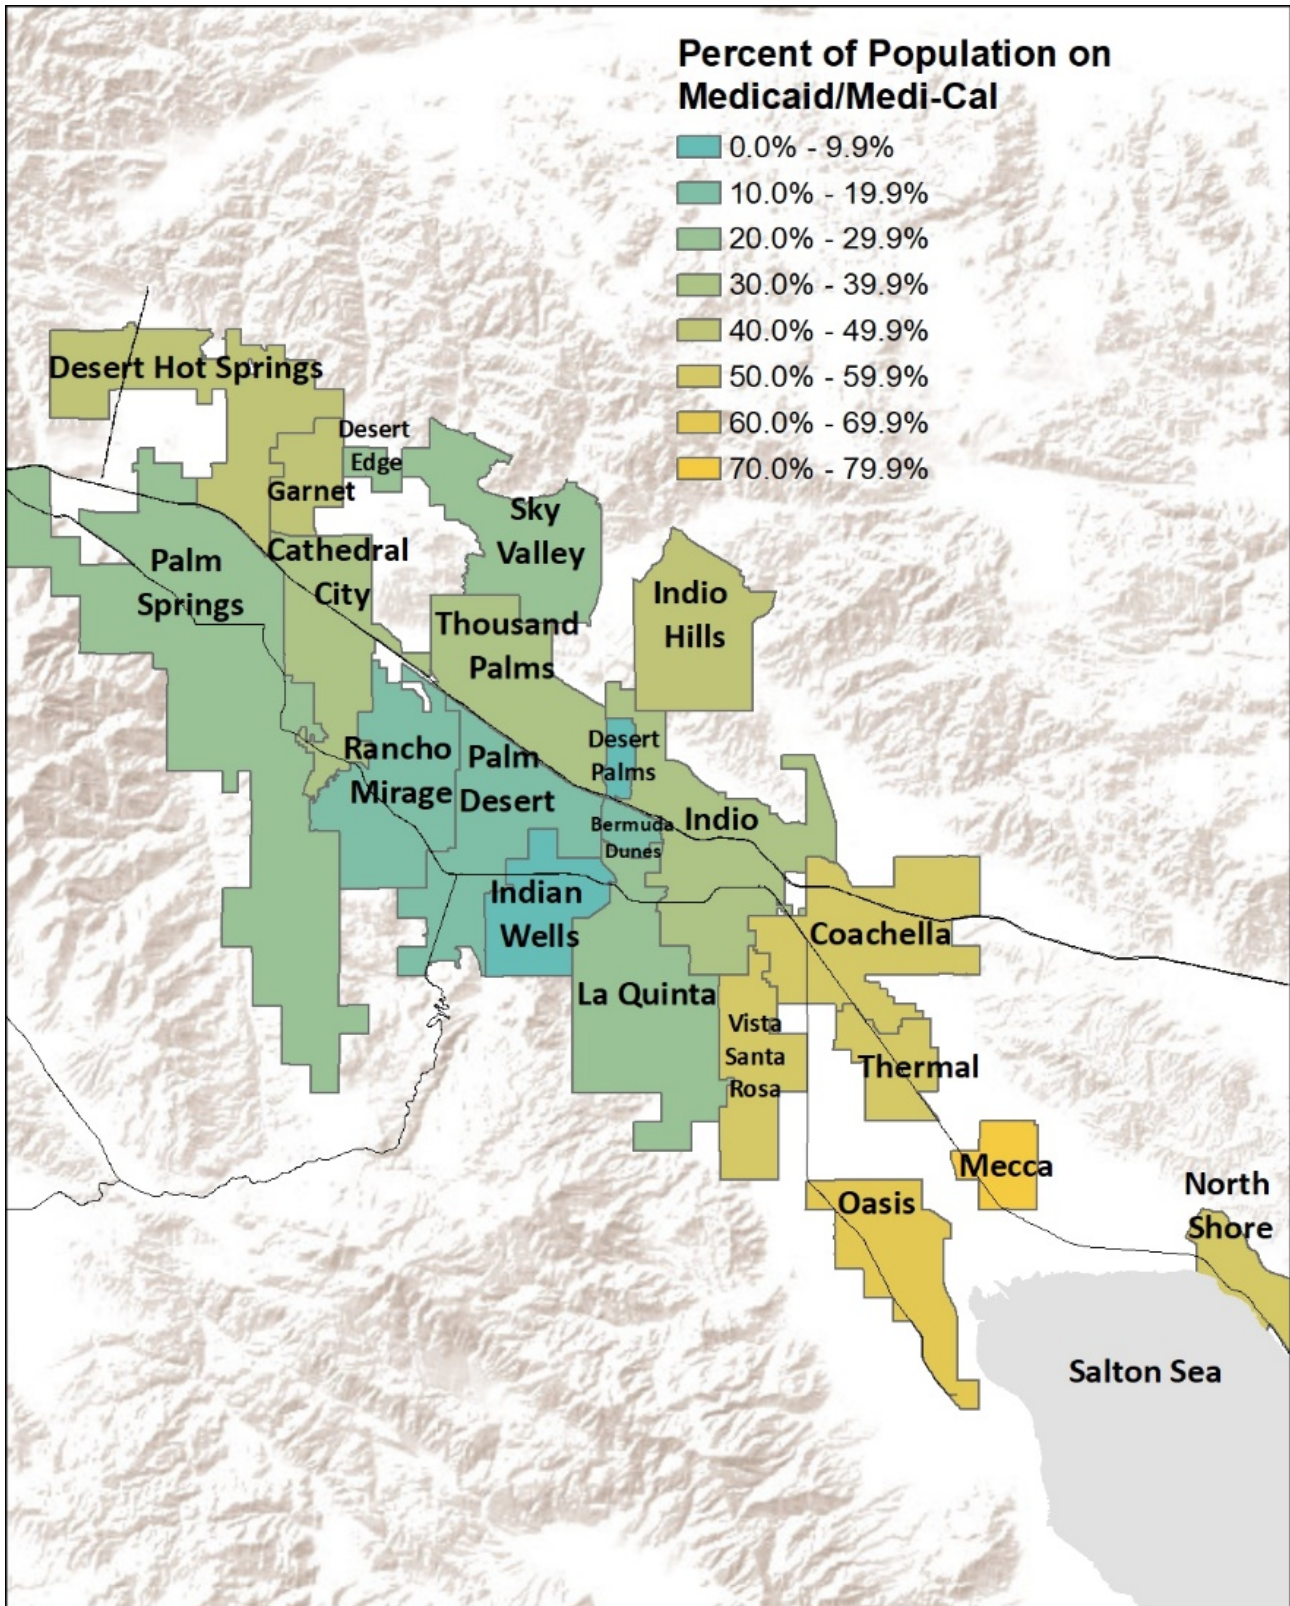 Percent of Population on
Medicaid/Medi-Cal
0.0% - 9.9%
10.0% - 19.9%
20.0% - 29.9%
30.0% - 39.9%
40.0% - 49.9%
50.0% - 59.9%
60.0% - 69.9%
70.0% - 79.9%
Desert Hot Springs
Desert
Edge
Garnet
Sky
Valley
Palm
Springs
Cathedral
City
Thousand
Palms
Indio
Hills
Rancho
Mirage
Palm
Desert
Desert
Palms
Bermuda
Dunes
Indio
Indian
Wells
Coachella
La Quinta
Vista
Santa
Rosa
Thermal
Mecca
Oasis
North
Shore
Salton Sea